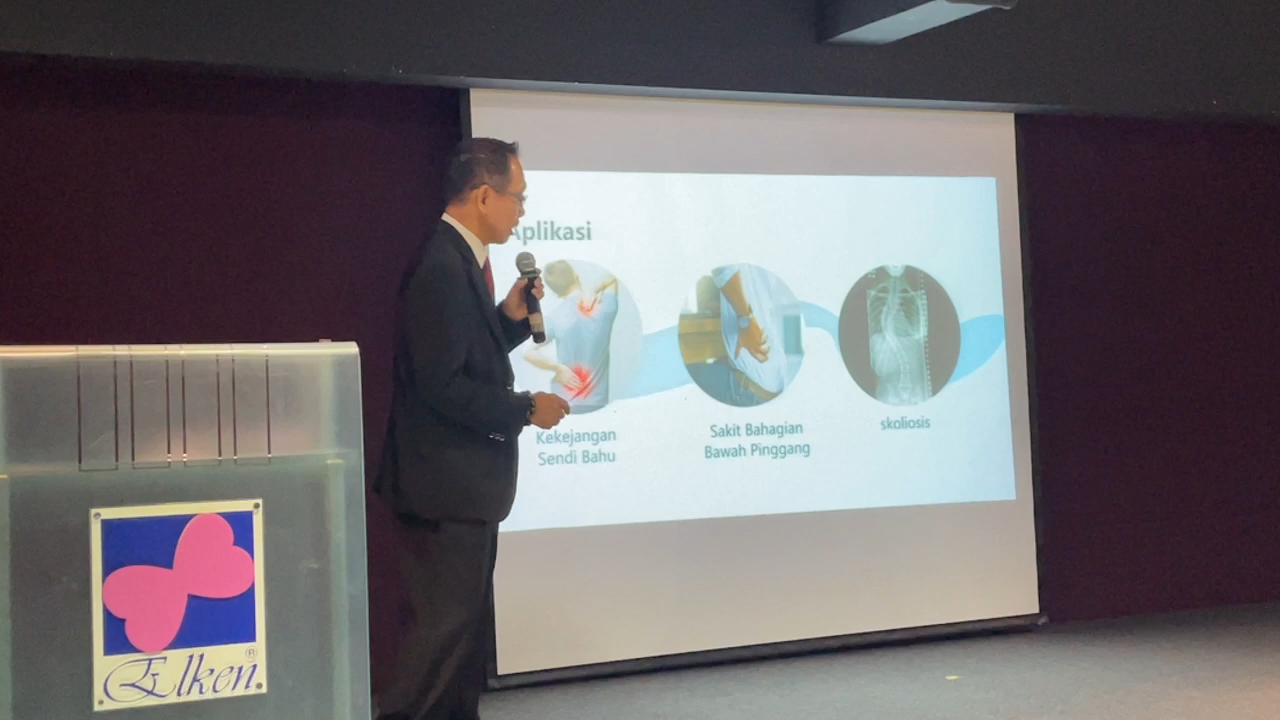 Aplikasi
Kekejangan
Sendi Bahu
Sakit Bahagian
Bawah Pinggang
skoliosis
Elken®